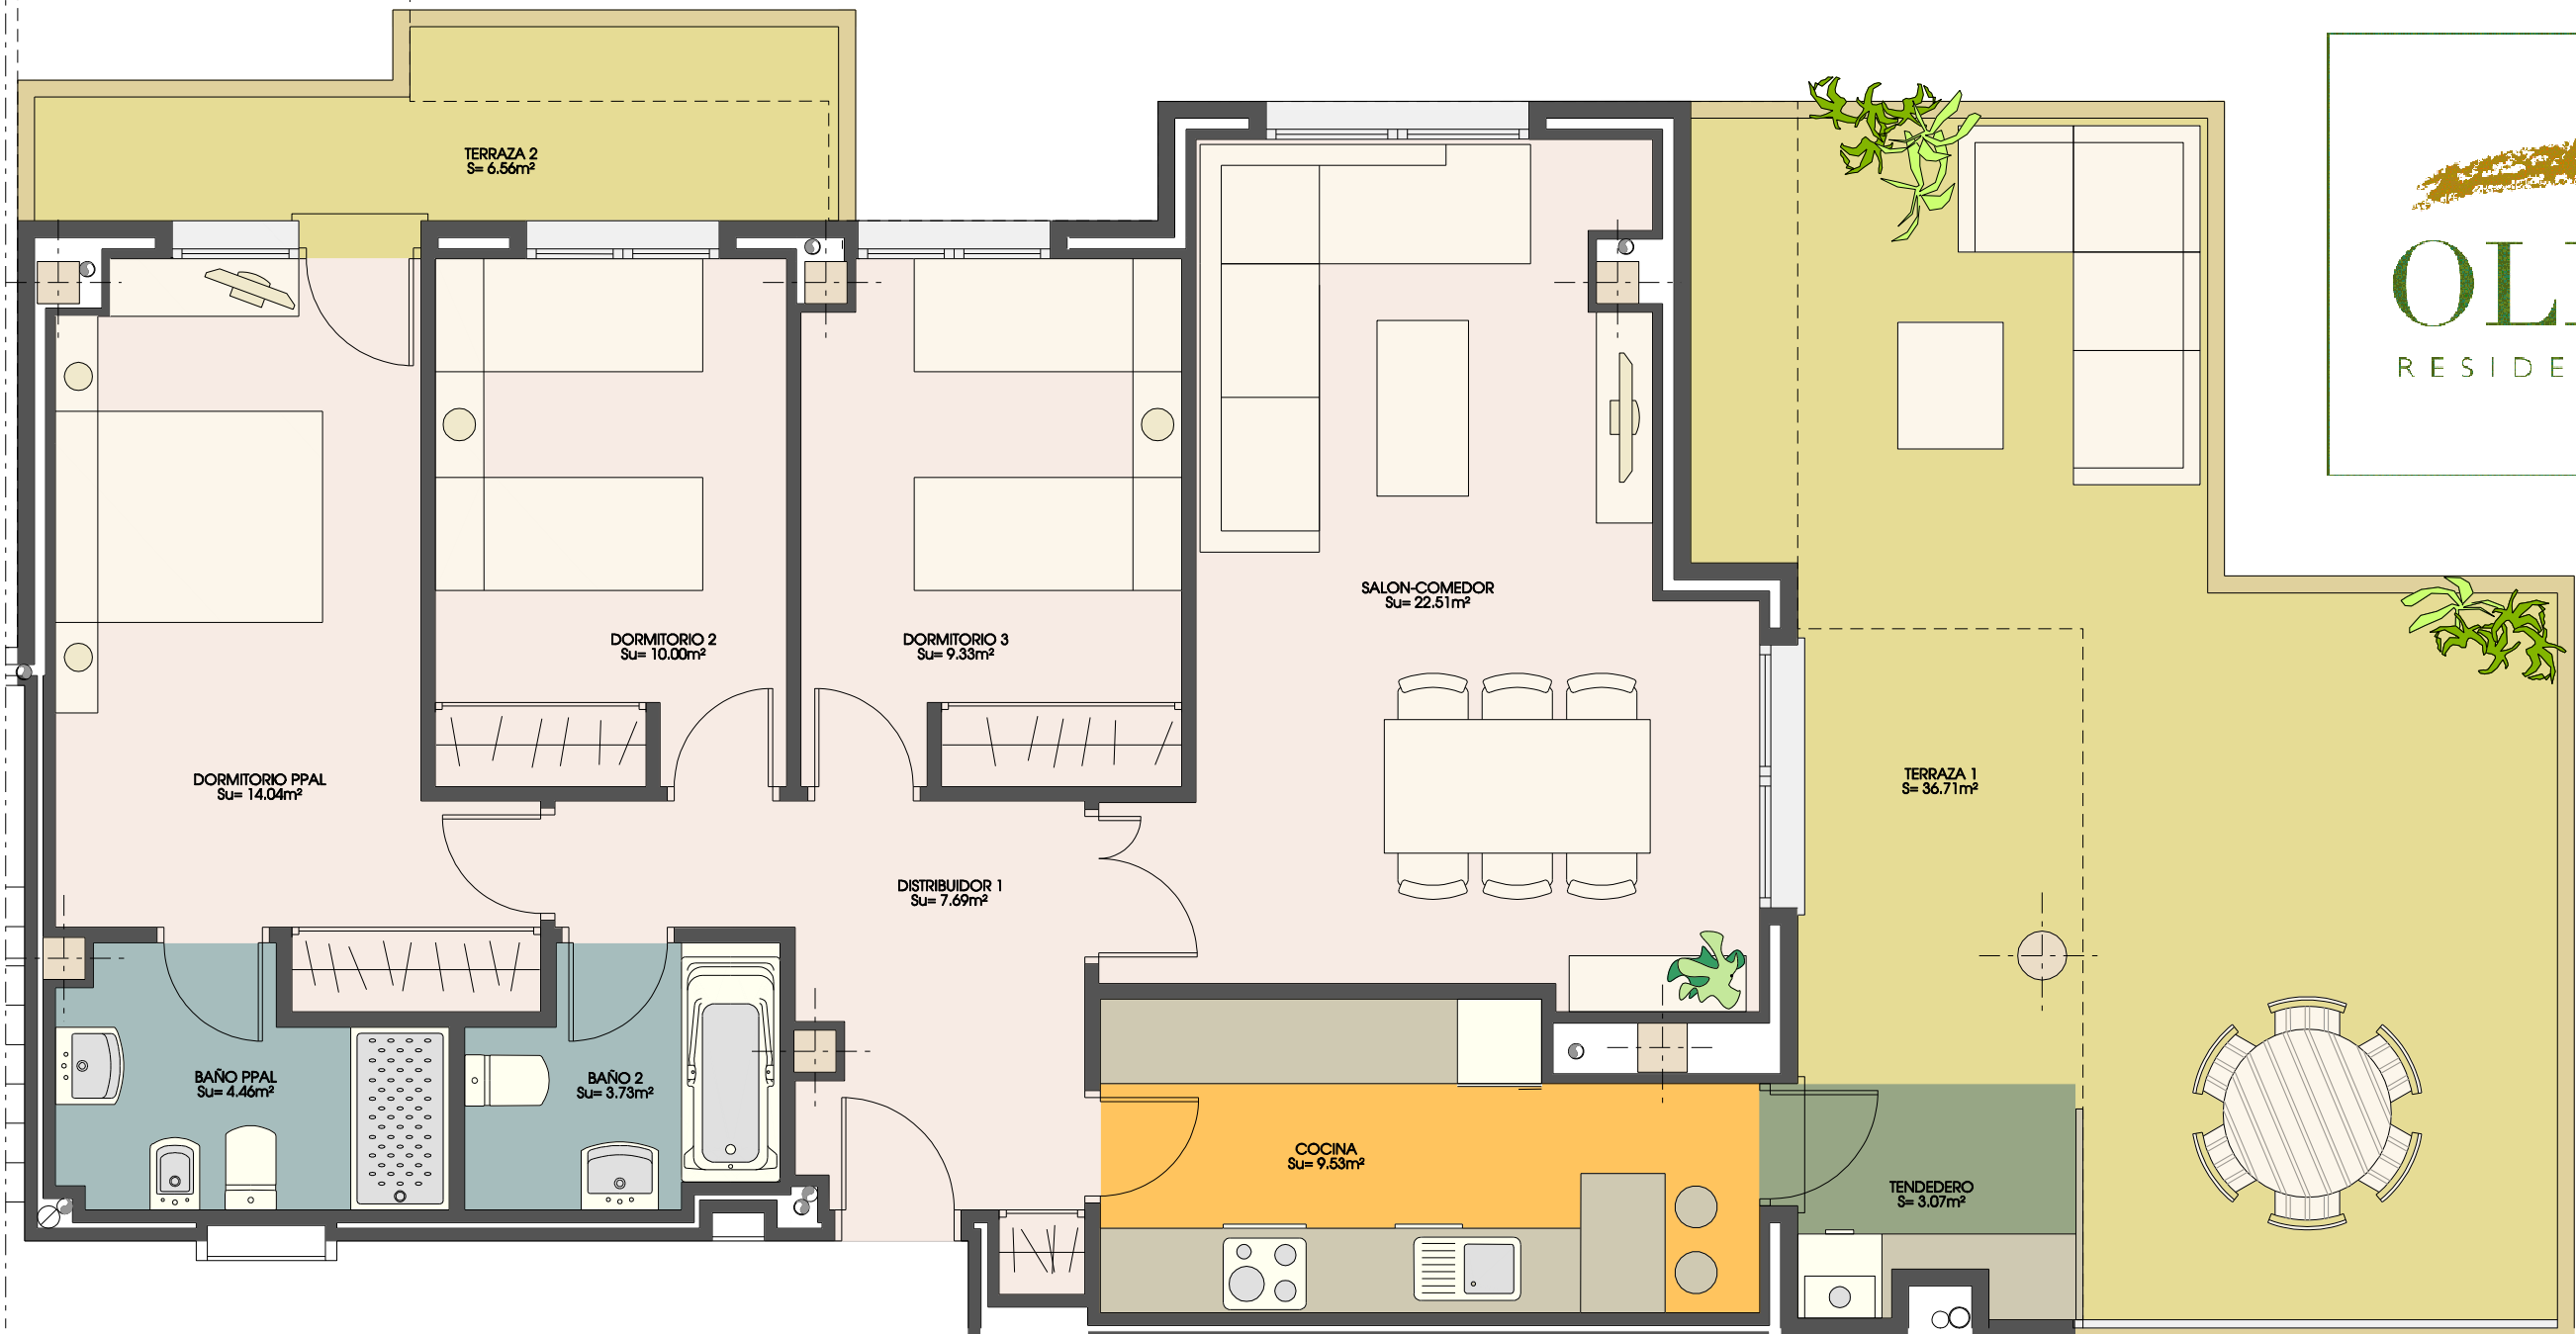 TERRAZA 2
S= 6.56m²
OLI
RESIDE
SALON-COMEDOR
Su= 22.51m²
DORMITORIO 2
Su= 10.00m²
DORMITORIO 3
Su= 9.33m²
DORMITORIO PPAL
Su= 14.04m²
TERRAZA 1
S= 36.71m²
DISTRIBUIDOR 1
Su= 7.69m²
BAÑO PPAL
Su= 4.46m²
BAÑO 2
Su= 3.73m²
COCINA
Su= 9.53m²
TENDEDERO
S= 3.07m²